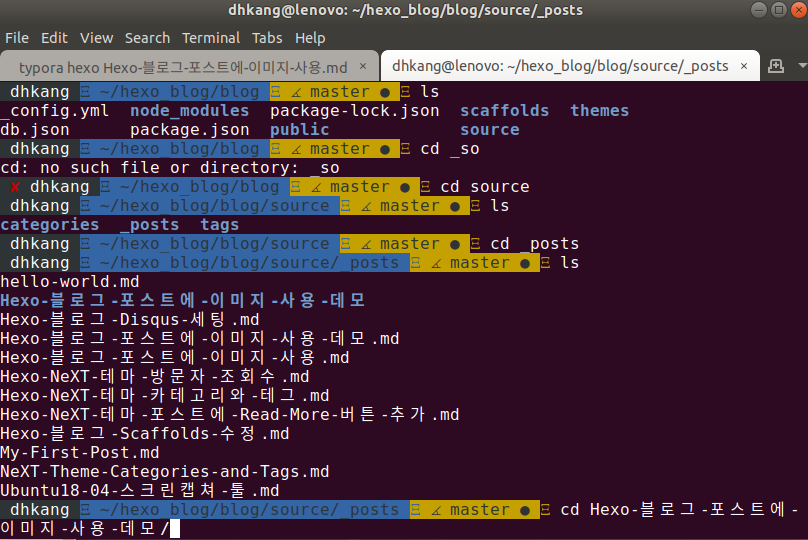 dhkang@lenovo: ~/hexo_blog/blog/source/_posts
File Edit View Search Terminal Tabs Help
typora hexo Hexo-블로그-포스트에-이미지-사용.md × dhkang@lenovo: ~/hexo_blog/blog/source/_posts ×
dhkang ~/hexo_blog/blog master ● ls
_config.yml node_modules package-lock.json scaffolds themes
db.json package.json public source
dhkang ~/hexo_blog/blog master ● cd _so
cd: no such file or directory: _so
✘ dhkang ~/hexo_blog/blog master ● cd source
dhkang ~/hexo_blog/blog/source master ● ls
categories _posts tags
dhkang ~/hexo_blog/blog/source master ● cd _posts
dhkang ~/hexo_blog/blog/source/_posts master ● ls
hello-world.md
Hexo-블로그-포스트에-이미지-사용-데모
Hexo-블로그-Disqus-세팅.md
Hexo-블로그-포스트에-이미지-사용-데모.md
Hexo-블로그-포스트에-이미지-사용.md
Hexo-NeXT-테마-방문자-조회수.md
Hexo-NeXT-테마-카테고리와-테그.md
Hexo-NeXT-테마-포스트에-Read-More-버튼-추가.md
Hexo-블로그-Scaffolds-수정.md
My-First-Post.md
NeXT-Theme-Categories-and-Tags.md
Ubuntu18-04-스크린캡쳐-툴.md
dhkang ~/hexo_blog/blog/source/_posts master ● cd Hexo-블로그-포스트에-
이미지-사용-데모/